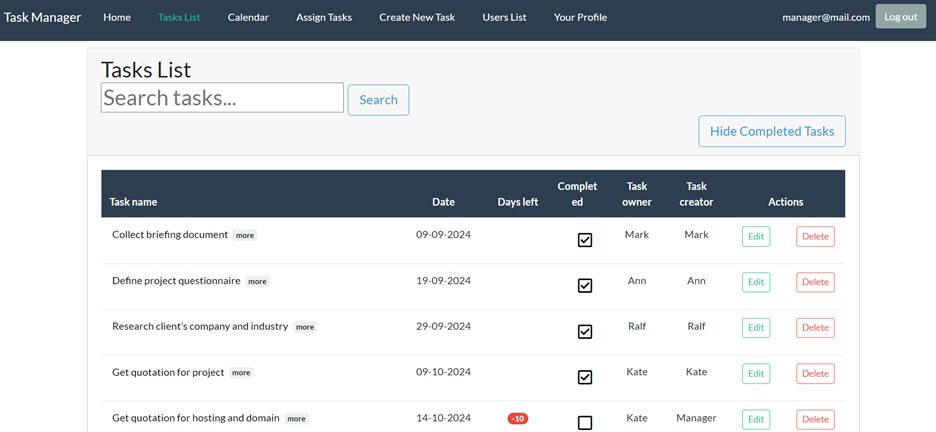 Task Manager Home Tasks List Calendar Assign Tasks Create New Task Users List Your Profile manager@mail.com Log out
Tasks List
Search tasks... Search
Hide Completed Tasks
Task name Date Days left Complet ed Task owner Task creator Actions
Collect briefing document more 09-09-2024 Mark Mark Edit Delete
Define project questionnaire more 19-09-2024 Ann Ann Edit Delete
Research client's company and industry more 29-09-2024 Ralf Ralf Edit Delete
Get quotation for project more 09-10-2024 Kate Kate Edit Delete
Get quotation for hosting and domain more 14-10-2024 -10 Kate Manager Edit Delete